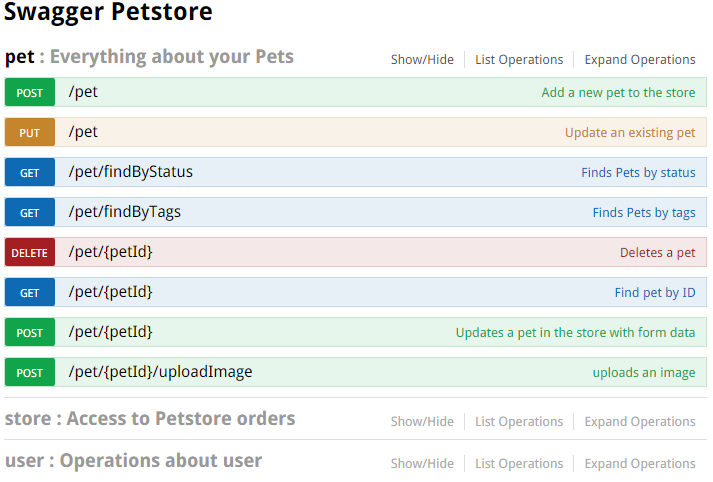 Swagger Petstore
pet : Everything about your Pets Show/Hide List Operations Expand Operations
POST /pet Add a new pet to the store
PUT /pet Update an existing pet
GET /pet/findByStatus Finds Pets by status
GET /pet/findByTags Finds Pets by tags
DELETE /pet/{petId} Deletes a pet
GET /pet/{petId} Find pet by ID
POST /pet/{petId} Updates a pet in the store with form data
POST /pet/{petId}/uploadImage uploads an image
store : Access to Petstore orders Show/Hide List Operations Expand Operations
user : Operations about user Show/Hide List Operations Expand Operations